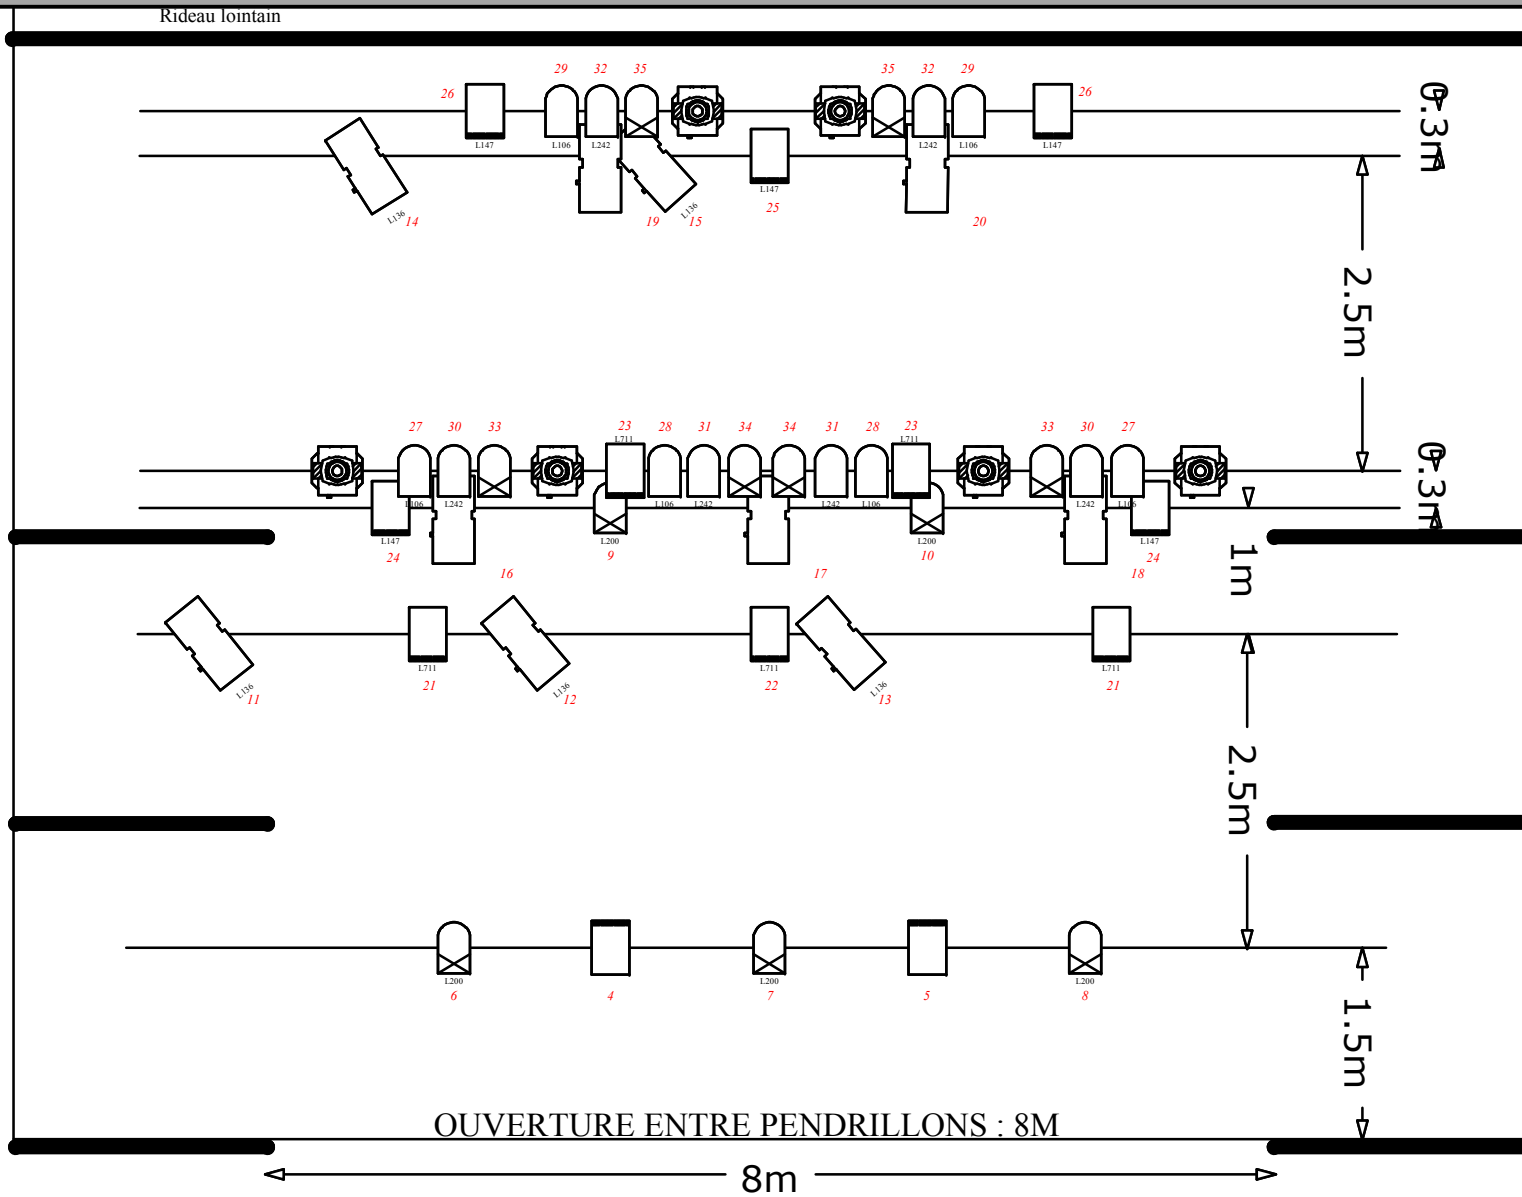 Rideau lointain
29 32 35 35 32 29
26 26
0.3m
L147 L106 L242 L242 L106 L147
L147
L136 L136
14 19 15 25 20
2.5m
27 30 33 23 28 31 34 34 31 28 23 33 30 27
L711 L711
0.3m
L106 L242 L106 L242 L242 L106 L242 L106
L147 L200 L200 L147
24 9 10 24
16 17 18
1m
L711 L711 L711
L136 L136 L136
11 21 12 22 13 21
2.5m
L200 L200 L200
6 4 7 5 8
1.5m
OUVERTURE ENTRE PENDRILLONS : 8M
8m